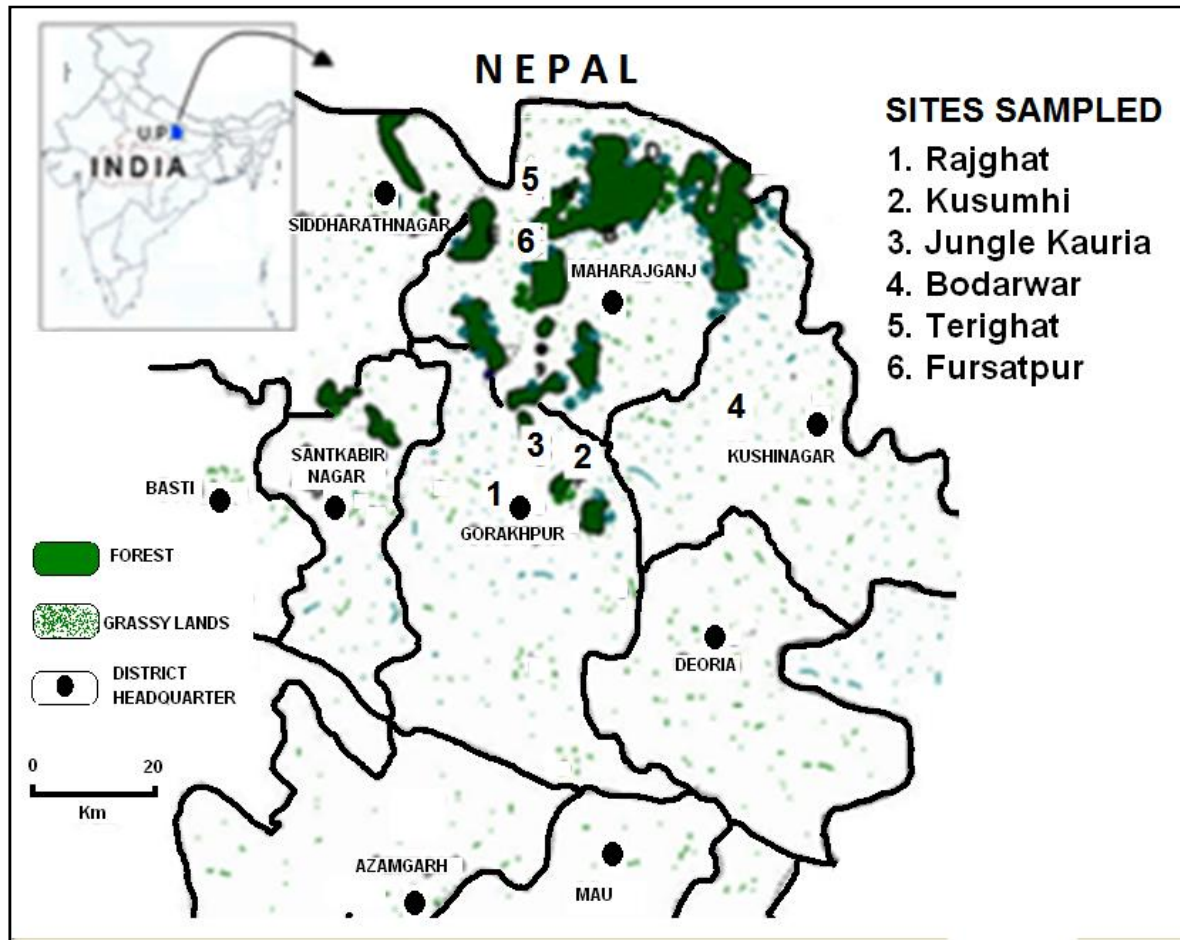 N E P A L
U.P
INDIA
SITES SAMPLED
1. Rajghat
2. Kusumhi
3. Jungle Kauria
4. Bodarwar
5. Terighat
6. Fursatpur
5
SIDDHARATHNAGAR
6
MAHARAJGANJ
4
3
2
KUSHINAGAR
SANTKABIR
NAGAR
BASTI
1
GORAKHPUR
FOREST
GRASSY LANDS
DISTRICT
HEADQUARTER
DEORIA
0 20
Km
AZAMGARH
MAU